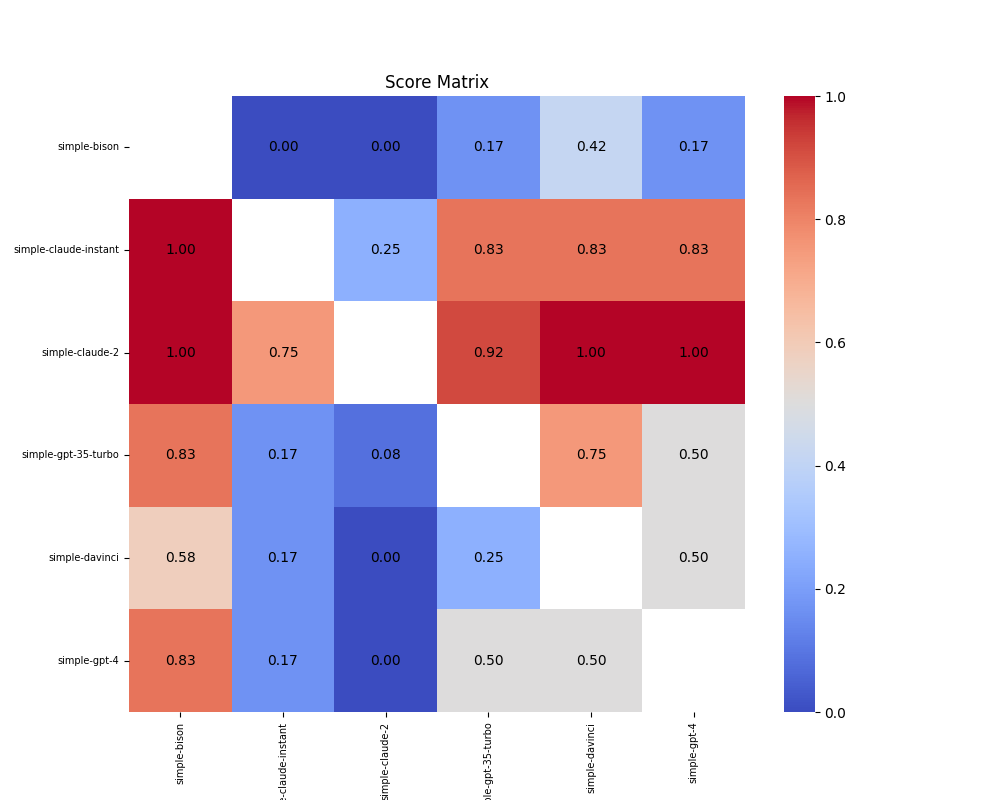 Score Matrix
simple-bison 0.00 0.00 0.17 0.42 0.17
simple-claude-instant 1.00 0.25 0.83 0.83 0.83
simple-claude-2 1.00 0.75 0.92 1.00 1.00
simple-gpt-35-turbo 0.83 0.17 0.08 0.75 0.50
simple-davinci 0.58 0.17 0.00 0.25 0.50
simple-gpt-4 0.83 0.17 0.00 0.50 0.50
simple-bison
e-claude-instant
simple-claude-2
ple-gpt-35-turbo
simple-davinci
simple-gpt-4
1.0
0.8
0.6
0.4
0.2
0.0